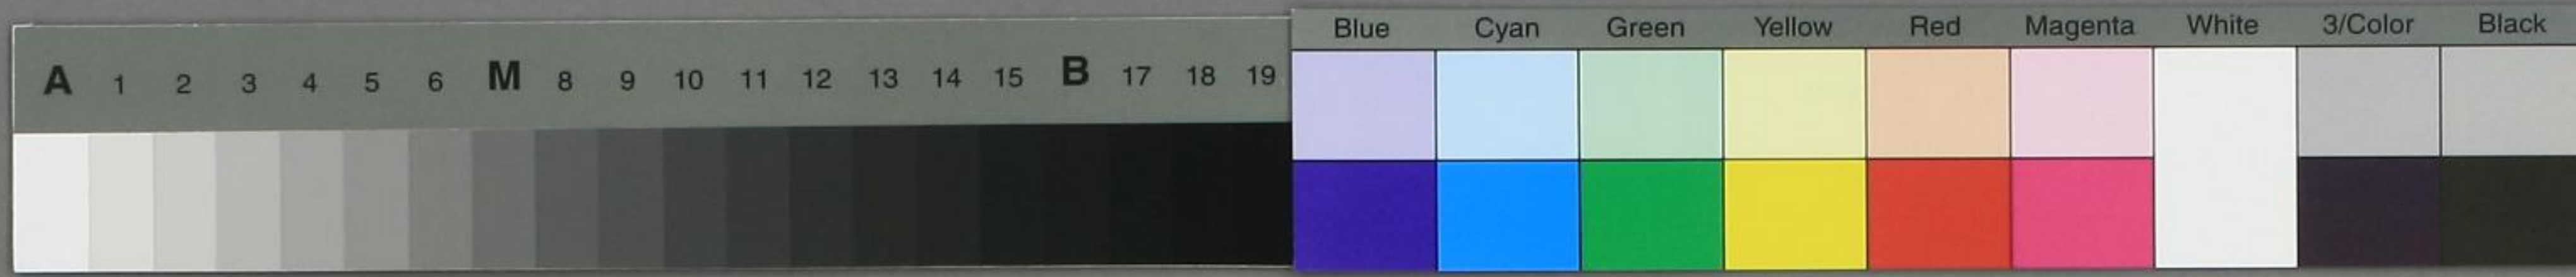 A 1 2 3 4 5 6 M 8 9 10 11 12 13 14 15 B 17 18 19
Blue Cyan Green Yellow Red Magenta White 3/Color Black